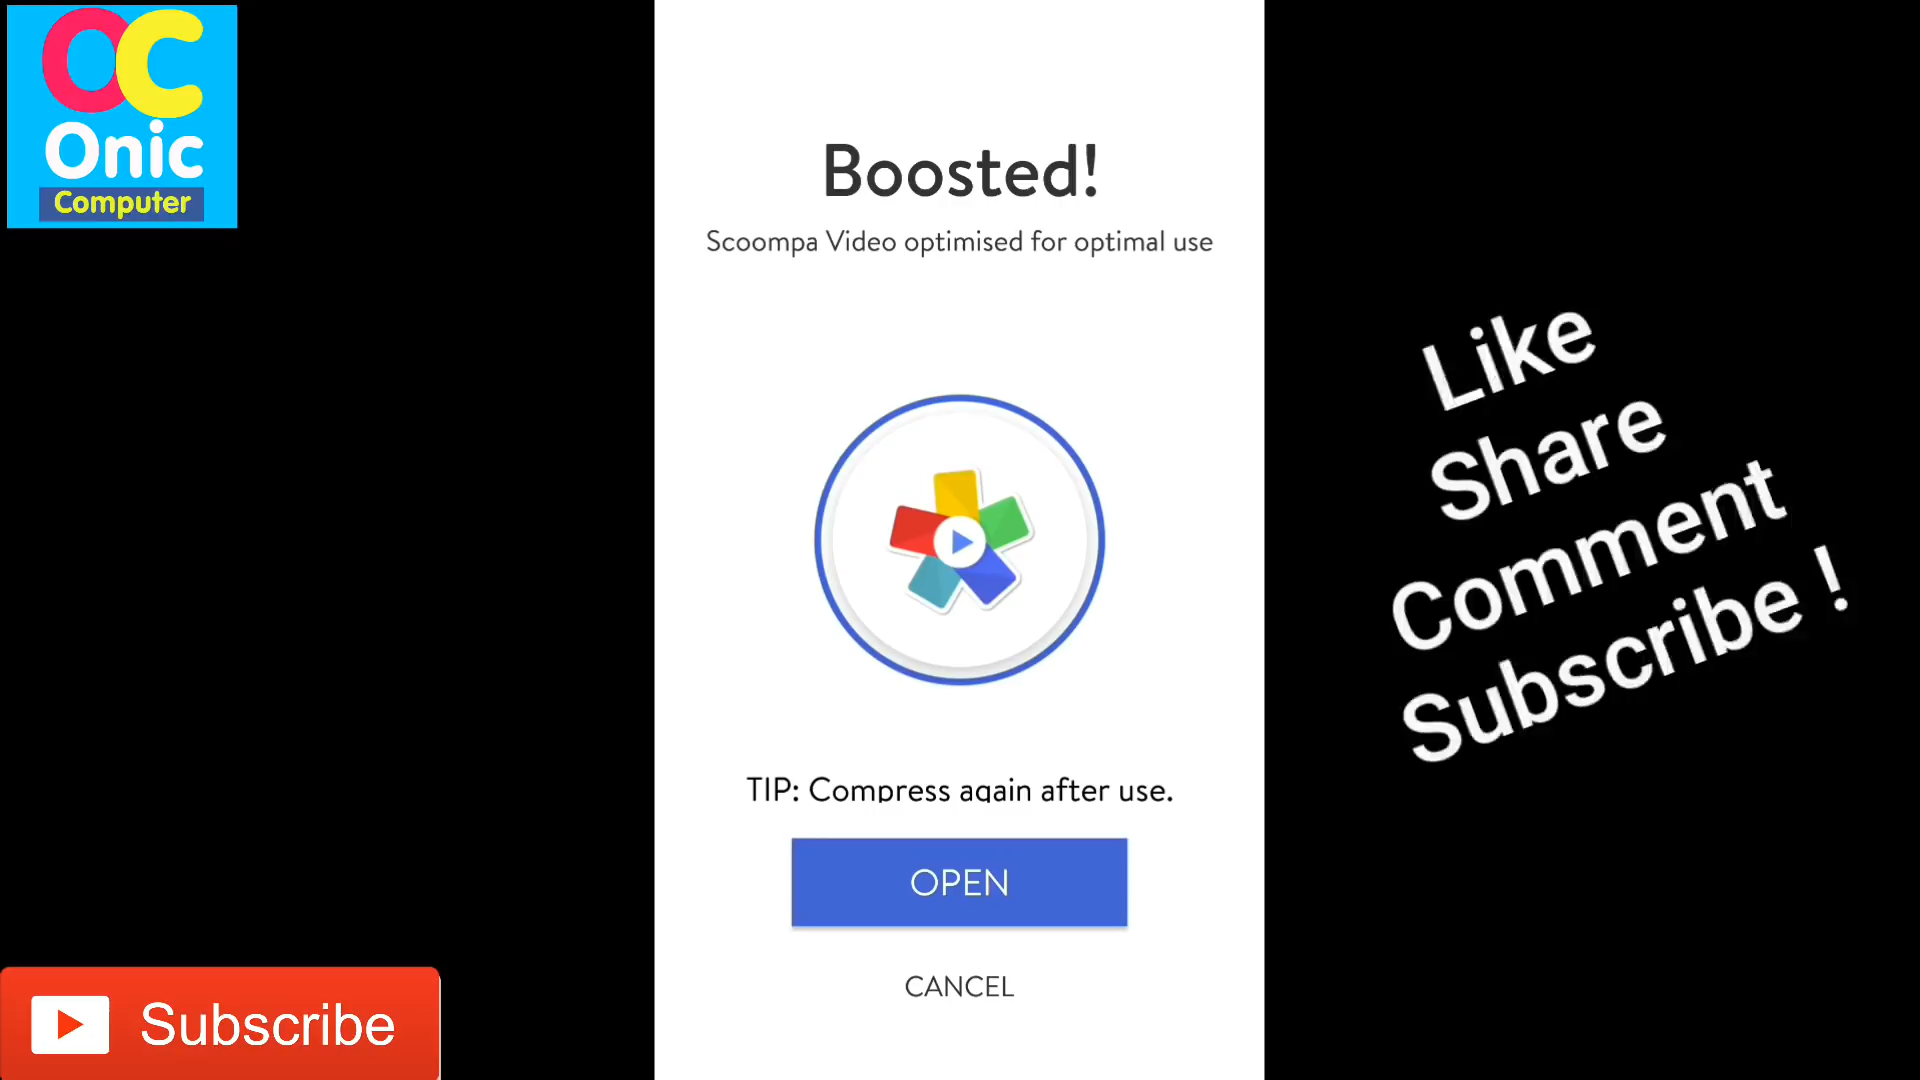 OC
Onic
Computer
Boosted!
Scoompa Video optimised for optimal use
TIP: Compress again after use.
OPEN
CANCEL
Like
Share
Comment
Subscribe !
Subscribe